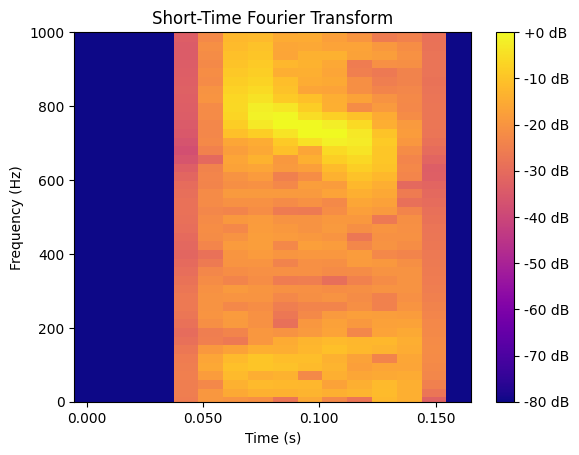 Short-Time Fourier Transform
1000
800
600
400
200
0
Frequency (Hz)
0.000
0.050
0.100
0.150
Time (s)
+0 dB
-10 dB
-20 dB
-30 dB
-40 dB
-50 dB
-60 dB
-70 dB
-80 dB